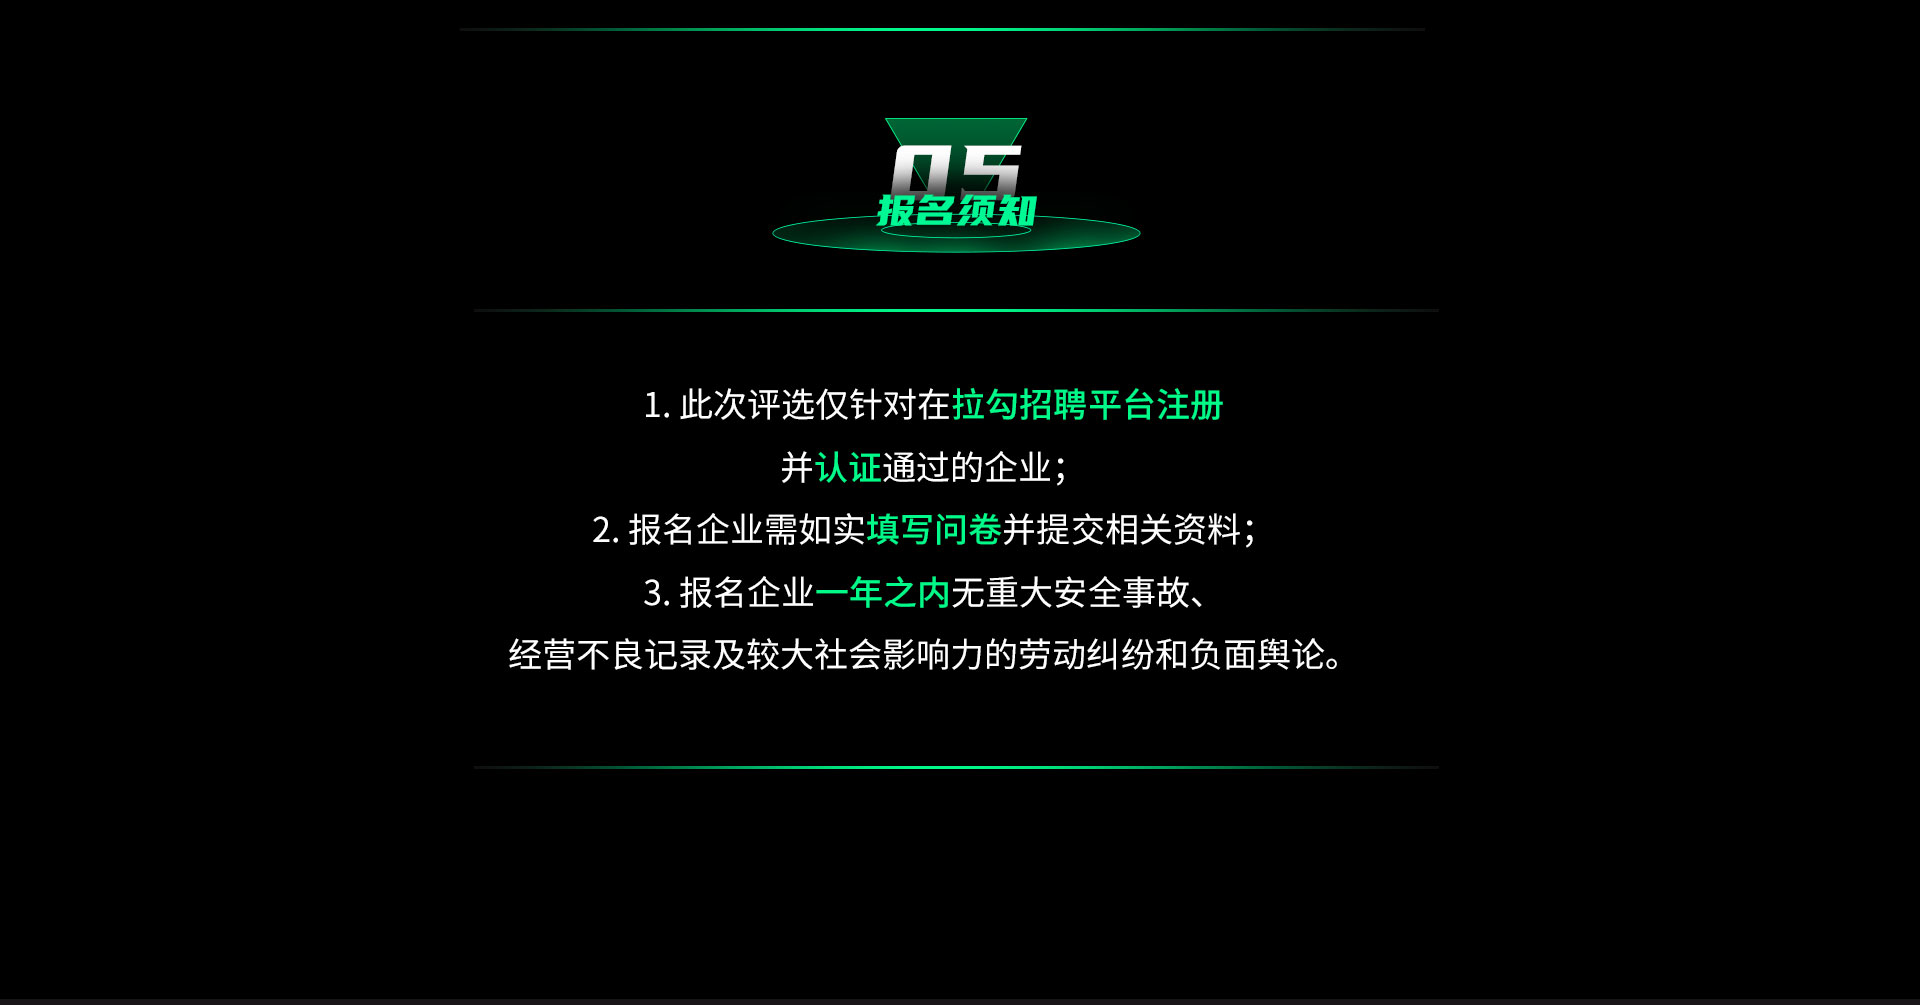 05
报名须知
1. 此次评选仅针对在拉勾招聘平台注册
并认证通过的企业；
2. 报名企业需如实填写问卷并提交相关资料；
3. 报名企业一年之内无重大安全事故、
经营不良记录及较大社会影响力的劳动纠纷和负面舆论。